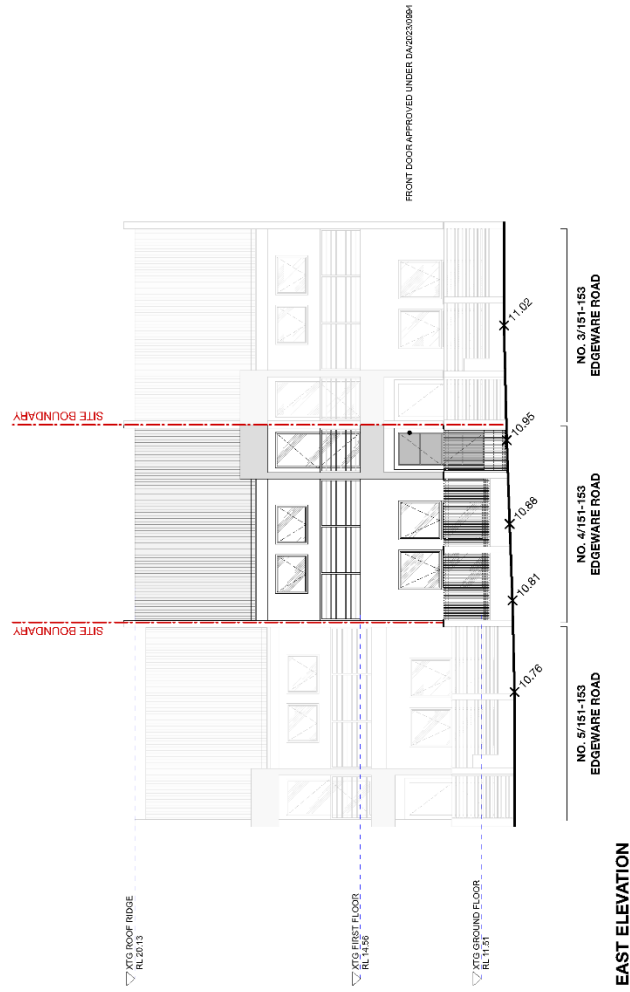 FRONT DOOR APPROVED UNDER DA/2023/0994
SITE BOUNDARY
SITE BOUNDARY
XTG ROOF RIDGE
RL 20.13
XTG FIRST FLOOR
RL 14.56
XTG GROUND FLOOR
RL 11.51
10.76
10.81
10.88
10.95
11.02
NO. 5/151-153
EDGEWARE ROAD
NO. 4/151-153
EDGEWARE ROAD
NO. 3/151-153
EDGEWARE ROAD
EAST ELEVATION